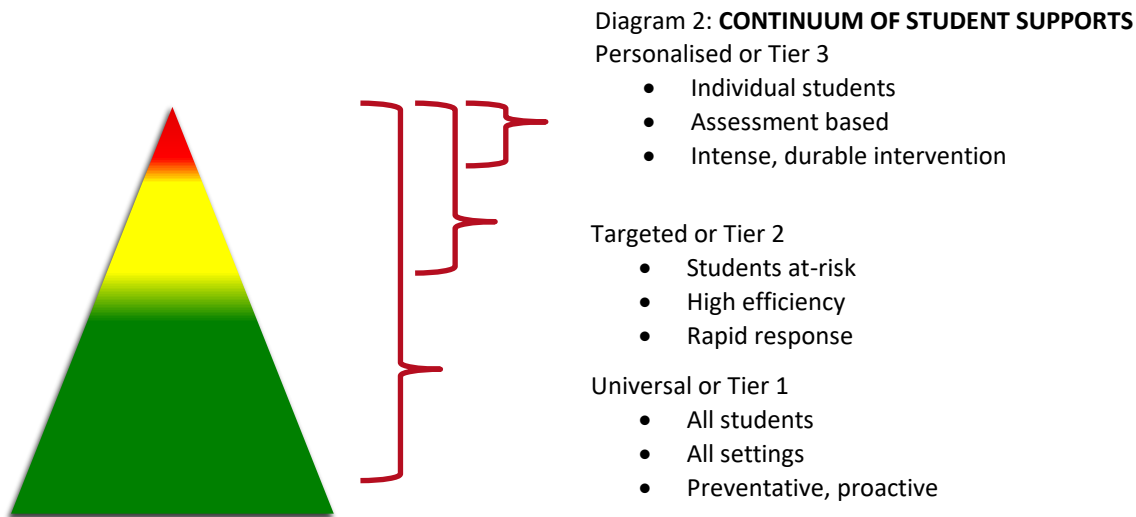 Diagram 2: CONTINUUM OF STUDENT SUPPORTS
Personalised or Tier 3
• Individual students
• Assessment based
• Intense, durable intervention
Targeted or Tier 2
• Students at-risk
• High efficiency
• Rapid response
Universal or Tier 1
• All students
• All settings
• Preventative, proactive